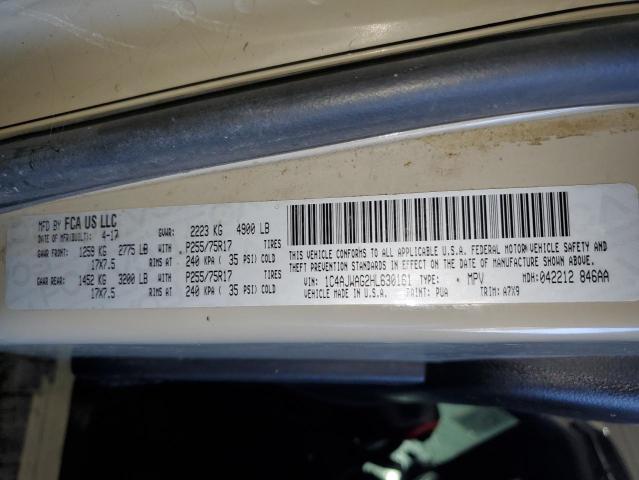 MFD BY FCA US LLC
DATE OF MFR(BUILT): 4-17 GVWR: 2223 KG 4900 LB
GAWR FRONT: 1259 KG 2775 LB WITH P255/75R17 TIRES
17X7.5 RIMS AT 240 KPA ( 35 PSI) COLD
GAWR REAR: 1452 KG 3200 LB WITH P255/75R17 TIRES
17X7.5 RIMS AT 240 KPA ( 35 PSI) COLD
THIS VEHICLE CONFORMS TO ALL APPLICABLE U.S.A. FEDERAL MOTOR VEHICLE SAFETY AND
THEFT PREVENTION STANDARDS IN EFFECT ON THE DATE OF MANUFACTURE SHOWN ABOVE.
VIN: 1C4AJWAG2HL630161 TYPE: MPV MDH: 042212 846AA
VEHICLE MADE IN U.S.A. PAINT: PUA TRIM: A7X9